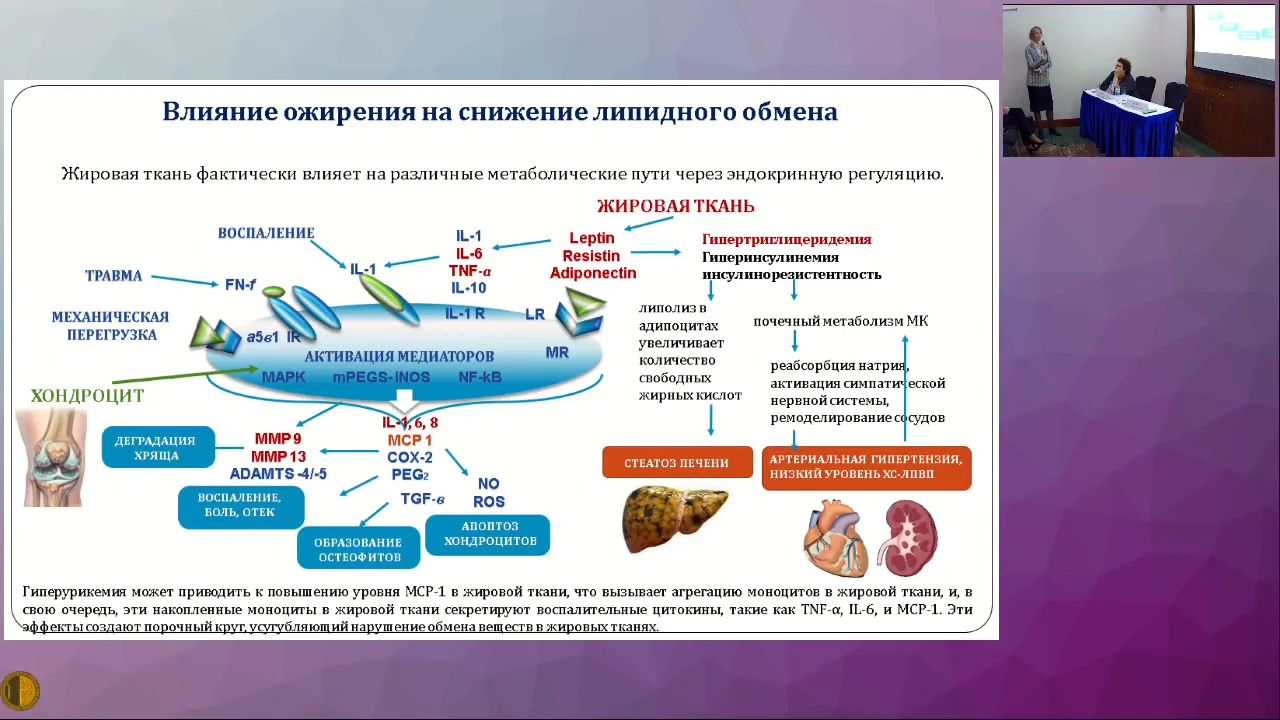 Влияние ожирения на снижение липидного обмена
Жировая ткань фактически влияет на различные метаболические пути через эндокринную регуляцию.
ЖИРОВАЯ ТКАНЬ
ВОСПАЛЕНИЕ
ТРАВМА
МЕХАНИЧЕСКАЯ
ПЕРЕГРУЗКА
ХОНДРОЦИТ
FN-f
IL-1
IL-1
IL-6
TNF-α
IL-10
Leptin
Resistin
Adiponectin
Гипертриглицеридемия
Гиперинсулинемия
инсулинорезистентность
a5в1 IR
IL-1 R
LR
MR
АКТИВАЦИЯ МЕДИАТОРОВ
MAPK mPEGS- iNOS NF-kB
липолиз в
адипоцитах
увеличивает
количество
свободных
жирных кислот
почечный метаболизм МК
реабсорбция натрия,
активация симпатической
нервной системы,
ремоделирование сосудов
IL-1, 6, 8
MCP 1
COX-2
PEG2
TGF-в
MMP 9
MMP 13
ADAMTS -4/-5
NO
ROS
ДЕГРАДАЦИЯ
ХРЯЩА
ВОСПАЛЕНИЕ,
БОЛЬ, ОТЕК
ОБРАЗОВАНИЕ
ОСТЕОФИТОВ
АПОПТОЗ
ХОНДРОЦИТОВ
СТЕАТОЗ ПЕЧЕНИ
АРТЕРИАЛЬНАЯ ГИПЕРТЕНЗИЯ,
НИЗКИЙ УРОВЕНЬ ХС-ЛПВП
Гиперурикемия может приводить к повышению уровня МСР-1 в жировой ткани, что вызывает агрегацию моноцитов в жировой ткани, и, в
свою очередь, эти накопленные моноциты в жировой ткани секретируют воспалительные цитокины, такие как TNF-α, IL-6, и MCP-1. Эти
эффекты создают порочный круг, усугубляющий нарушение обмена веществ в жировых тканях.